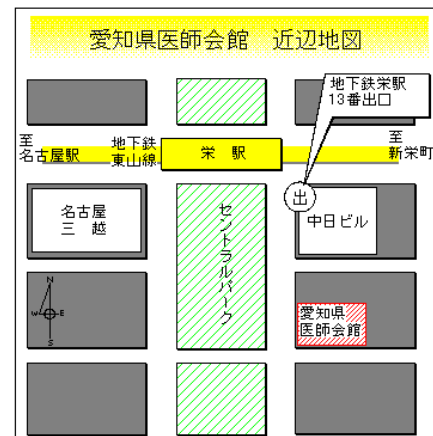 愛知県医師会館　近辺地図
地下鉄栄駅
13番出口
至
名古屋駅
地下鉄
東山線
栄　駅
至
新栄町
出
名古屋
三　越
セントラルパーク
中日ビル
N
W
E
S
愛知県
医師会館